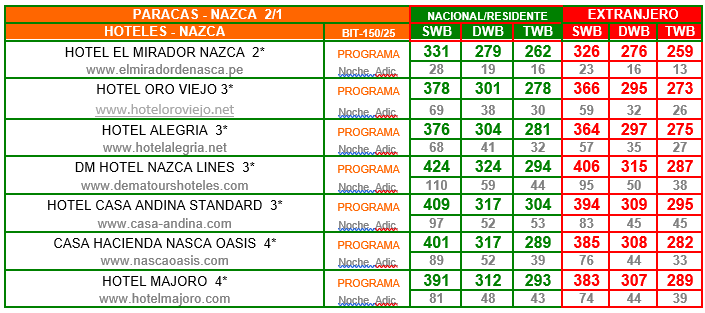 PARACAS - NAZCA 2/1 NACIONAL/RESIDENTE EXTRANJERO
HOTELES - NAZCA BIT-150/25 SWB DWB TWB SWB DWB TWB
HOTEL EL MIRADOR NAZCA 2* PROGRAMA 331 279 262 326 276 259
www.elmiradordenasca.pe Noche. Adic. 28 19 16 23 16 13
HOTEL ORO VIEJO 3* PROGRAMA 378 301 278 366 295 273
www.hoteloroviejo.net Noche. Adic. 69 38 30 59 32 26
HOTEL ALEGRIA 3* PROGRAMA 376 304 281 364 297 275
www.hotelalegria.net Noche. Adic. 68 41 32 57 35 27
DM HOTEL NAZCA LINES 3* PROGRAMA 424 324 294 406 315 287
www.dematourshoteles.com Noche. Adic. 110 59 44 95 50 38
HOTEL CASA ANDINA STANDARD 3* PROGRAMA 409 317 304 394 309 295
www.casa-andina.com Noche. Adic. 97 52 53 83 45 45
CASA HACIENDA NASCA OASIS 4* PROGRAMA 401 317 289 385 308 282
www.nascaoasis.com Noche. Adic. 89 52 39 76 44 33
HOTEL MAJORO 4* PROGRAMA 391 312 293 383 307 289
www.hotelmajoro.com Noche. Adic. 81 48 43 74 44 39